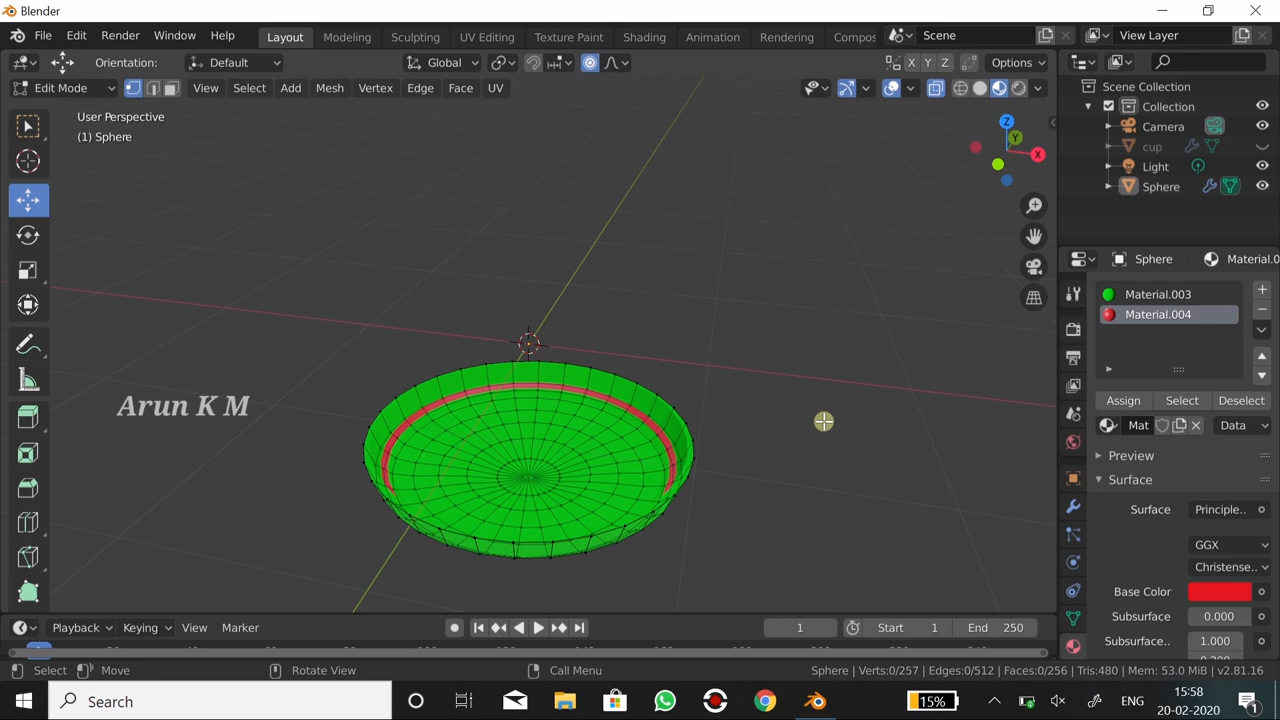 Blender
File Edit Render Window Help Layout Modeling Sculpting UV Editing Texture Paint Shading Animation Rendering Compos Scene View Layer
Orientation: Default Global X Y Z Options
Edit Mode View Select Add Mesh Vertex Edge Face UV
User Perspective
(1) Sphere
Z
Y
X
Scene Collection
Collection
Camera
cup
Light
Sphere
Sphere Material.0
Material.003
Material.004
Assign Select Deselect
Mat Data
Preview
Surface
Surface Principle..
GGX
Christense..
Base Color
Subsurface 0.000
Subsurface.. 1.000
Arun K M
Playback Keying View Marker 1 Start 1 End 250
Select Move Rotate View Call Menu Sphere | Verts:0/257 | Edges:0/512 | Faces:0/256 | Tris:480 | Mem: 53.0 MiB | v2.81.16
Search 15% ENG 15:58
20-02-2020 1